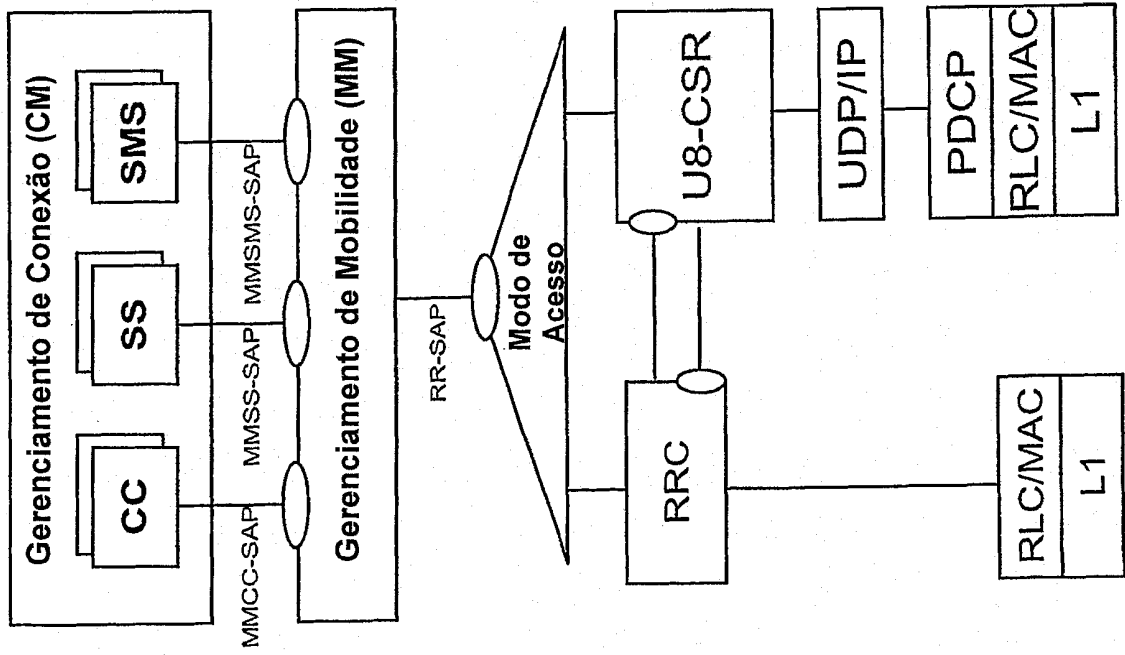 Gerenciamento de Conexão (CM)
CC
SS
SMS
MMCC-SAP
MMSS-SAP
MMSMS-SAP
Gerenciamento de Mobilidade (MM)
RR-SAP
Modo de
Acesso
RRC
U8-CSR
UDP/IP
PDCP
RLC/MAC
L1
RLC/MAC
L1